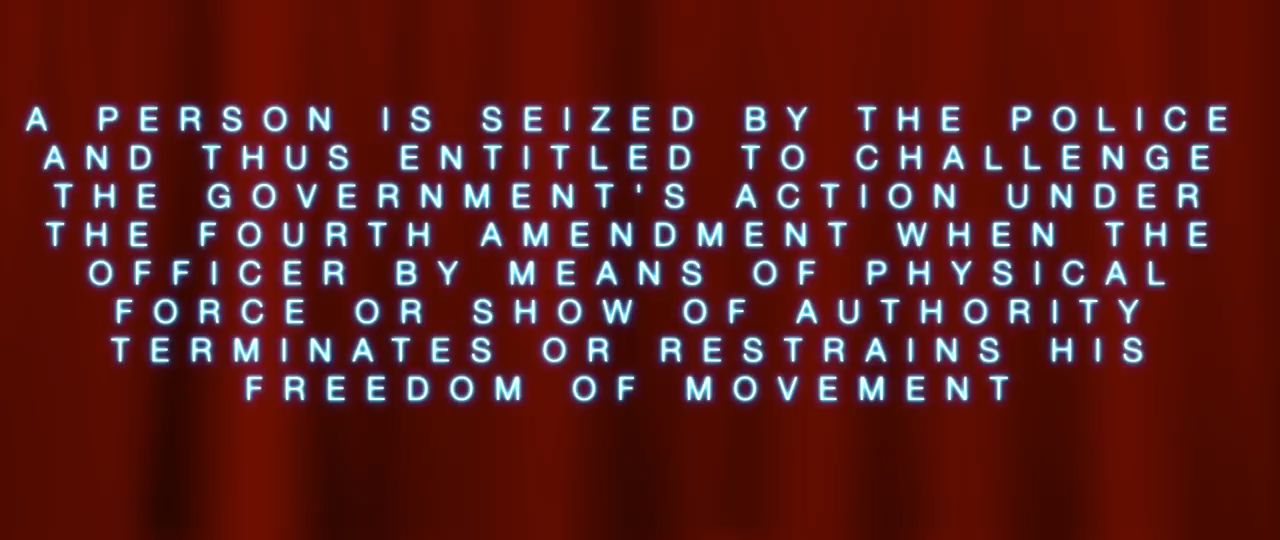 A PERSON IS SEIZED BY THE POLICE
AND THUS ENTITLED TO CHALLENGE
THE GOVERNMENT'S ACTION UNDER
THE FOURTH AMENDMENT WHEN THE
OFFICER BY MEANS OF PHYSICAL
FORCE OR SHOW OF AUTHORITY
TERMINATES OR RESTRAINS HIS
FREEDOM OF MOVEMENT